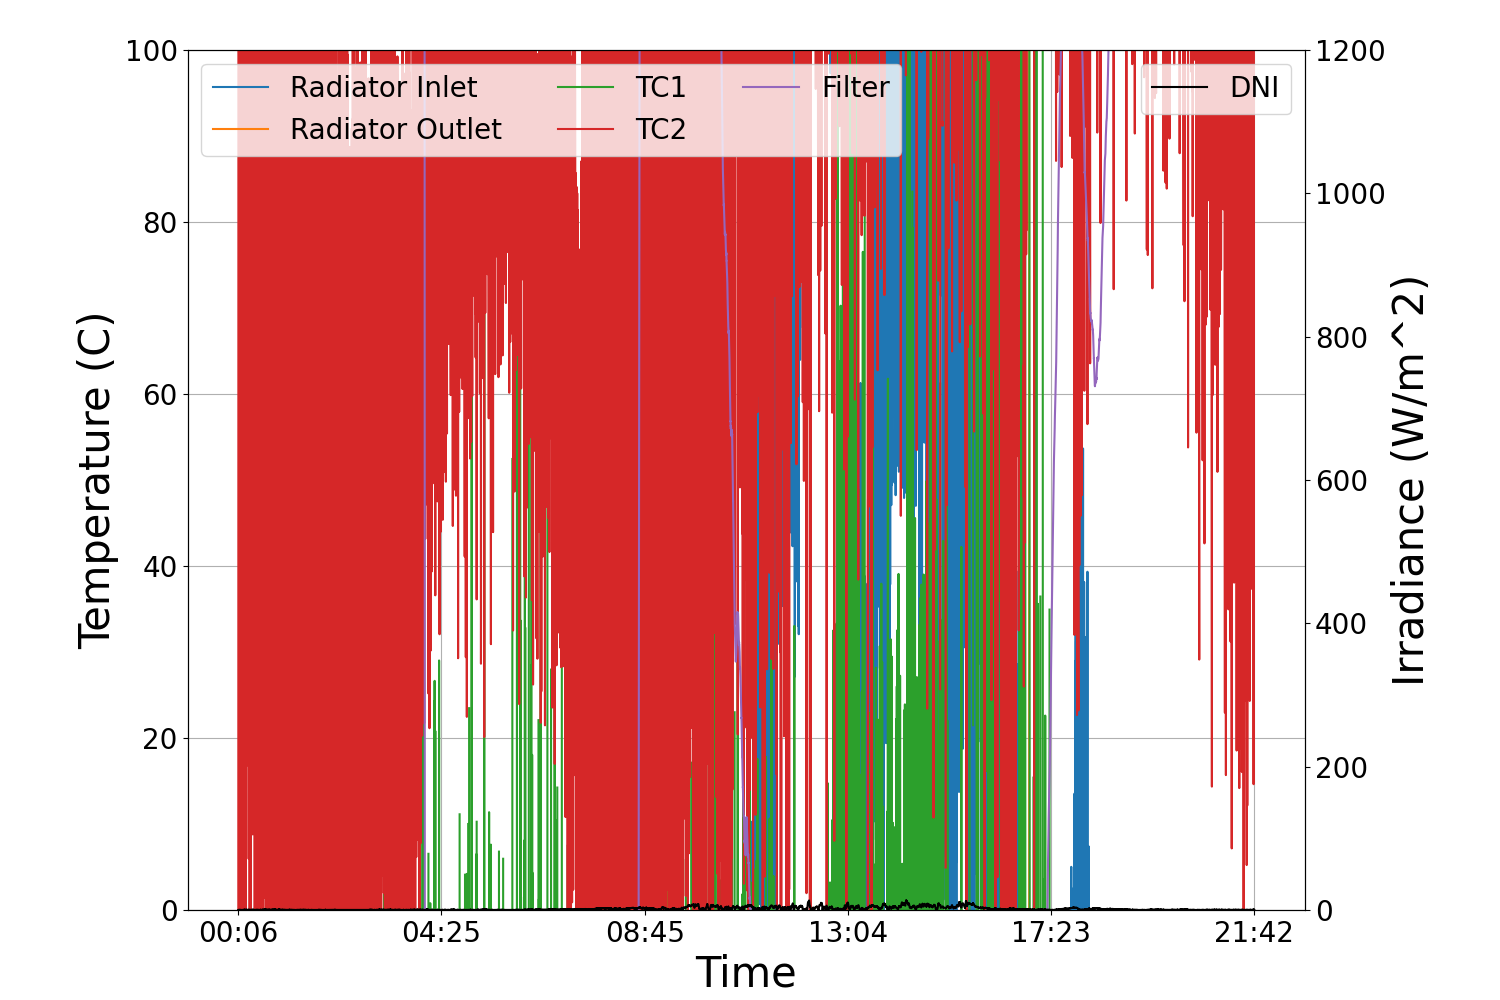 Radiator Inlet
Radiator Outlet
TC1
TC2
Filter
DNI
100
80
60
40
20
0
Temperature (C)
1200
1000
800
600
400
200
0
Irradiance (W/m^2)
00:06 04:25 08:45 13:04 17:23 21:42
Time